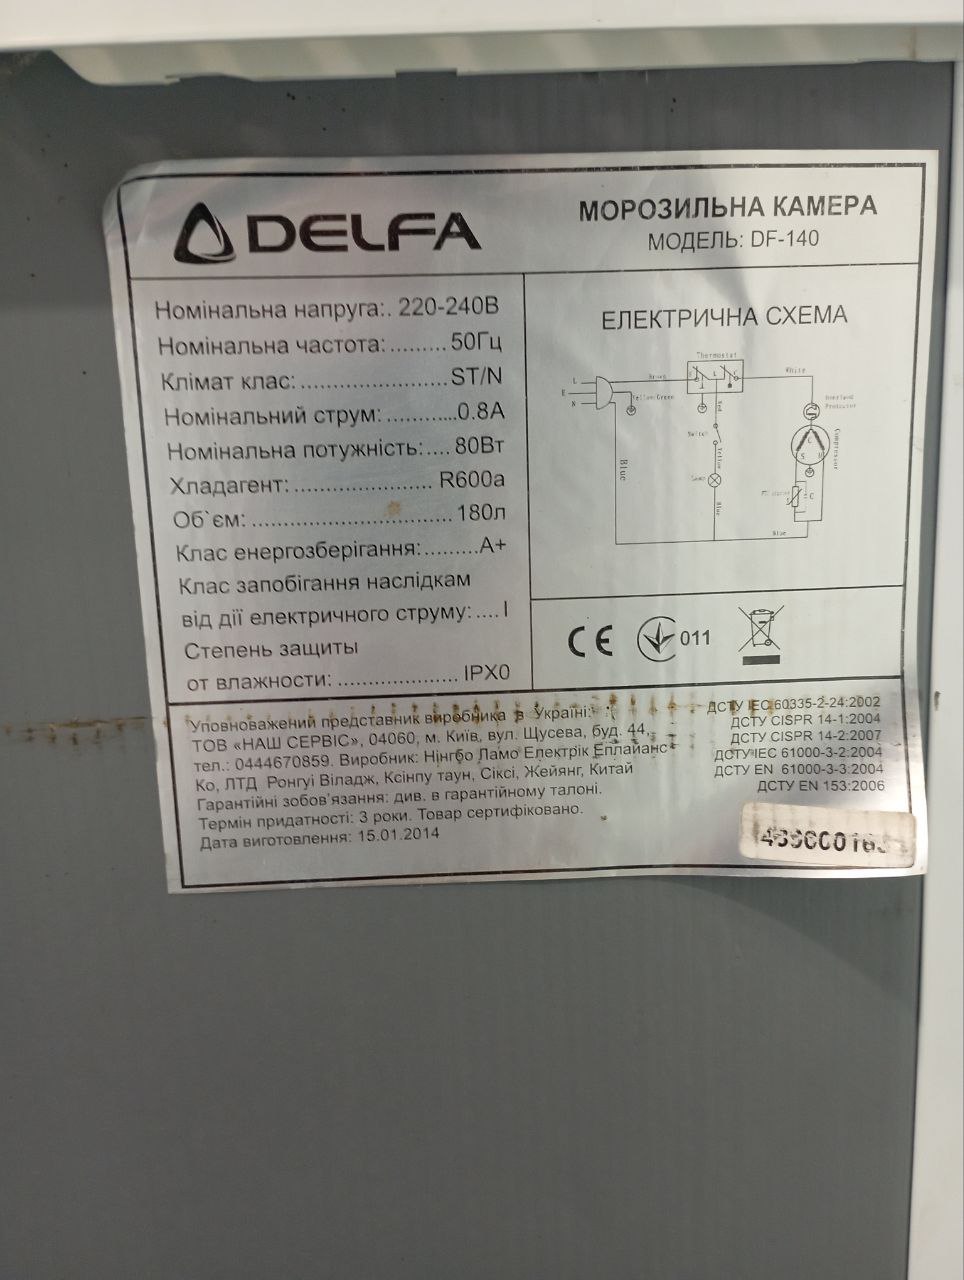 DELFA
МОРОЗИЛЬНА КАМЕРА
МОДЕЛЬ: DF-140
Номінальна напруга:. 220-240В
Номінальна частота:.........50Гц
Клімат клас:......................ST/N
Номінальний струм:...........0.8А
Номінальна потужність:....80Вт
Хладагент:..................... R600a
Об`єм:...............................180л
Клас енергозберігання:.........А+
Клас запобігання наслідкам
від дії електричного струму:....І
Степень защиты
от влажности: .................. IPX0
ЕЛЕКТРИЧНА СХЕМА
Thermostat
L
Brown
White
E
Yellow/Green
N
Red
Switch
Yellow
Lamp
Blue
Blue
Compressor
C
S
C
Blue
CE
011
Уповноважений представник виробника в Україні:
ТОВ «НАШ СЕРВІС», 04060, м. Київ, вул. Щусева, буд. 44,
тел.: 0444670859. Виробник: Нінгбо Ламо Електрік Еплайанс
Ко, ЛТД Ронгуі Віладж, Ксінпу таун, Сіксі, Жейянг, Китай
Гарантійні зобов'язання: див. в гарантійному талоні.
Термін придатності: 3 роки. Товар сертифіковано.
Дата виготовлення: 15.01.2014
ДСТУ IEC 60335-2-24:2002
ДСТУ CISPR 14-1:2004
ДСТУ CISPR 14-2:2007
ДСТУ IEC 61000-3-2:2004
ДСТУ EN 61000-3-3:2004
ДСТУ EN 153:2006